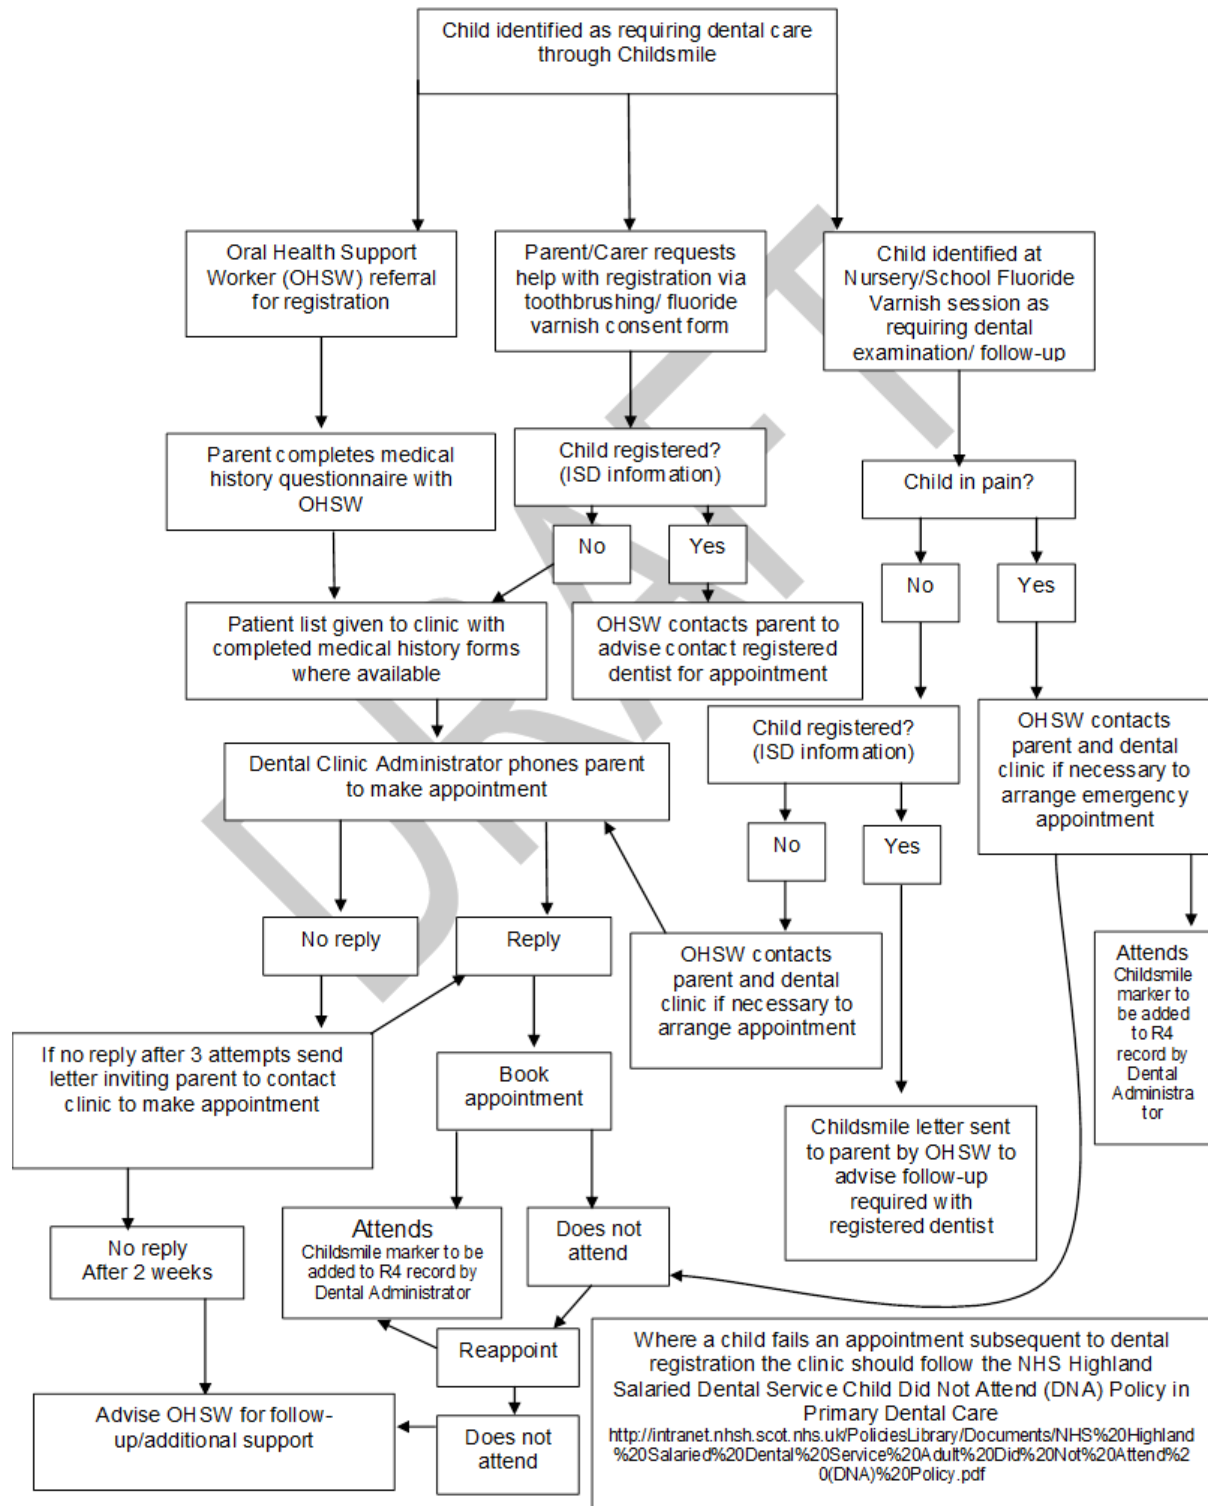 Child identified as requiring dental care
through Childsmile
Oral Health Support
Worker (OHSW) referral
for registration
Parent/Carer requests
help with registration via
toothbrushing/ fluoride
varnish consent form
Child identified at
Nursery/School Fluoride
Varnish session as
requiring dental
examination/ follow-up
Parent completes medical
history questionnaire with
OHSW
Child registered?
(ISD information)
Child in pain?
No
Yes
No
Yes
Patient list given to clinic with
completed medical history forms
where available
OHSW contacts parent to
advise contact registered
dentist for appointment
Child registered?
(ISD information)
OHSW contacts
parent and dental
clinic if necessary to
arrange emergency
appointment
Dental Clinic Administrator phones parent
to make appointment
No
Yes
No reply
Reply
OHSW contacts
parent and dental
clinic if necessary to
arrange appointment
Attends
Childsmile
marker to
be added
to R4
record by
Dental
Administra
tor
If no reply after 3 attempts send
letter inviting parent to contact
clinic to make appointment
Book
appointment
Childsmile letter sent
to parent by OHSW to
advise follow-up
required with
registered dentist
No reply
After 2 weeks
Attends
Childsmile marker to be
added to R4 record by
Dental Administrator
Does not
attend
Reappoint
Advise OHSW for follow-
up/additional support
Does not
attend
Where a child fails an appointment subsequent to dental
registration the clinic should follow the NHS Highland
Salaried Dental Service Child Did Not Attend (DNA) Policy in
Primary Dental Care
http://intranet.nhsh.scot.nhs.uk/PoliciesLibrary/Documents/NHS%20Highland
%20Salaried%20Dental%20Service%20Adult%20Did%20Not%20Attend%2
0(DNA)%20Policy.pdf
DRAFT